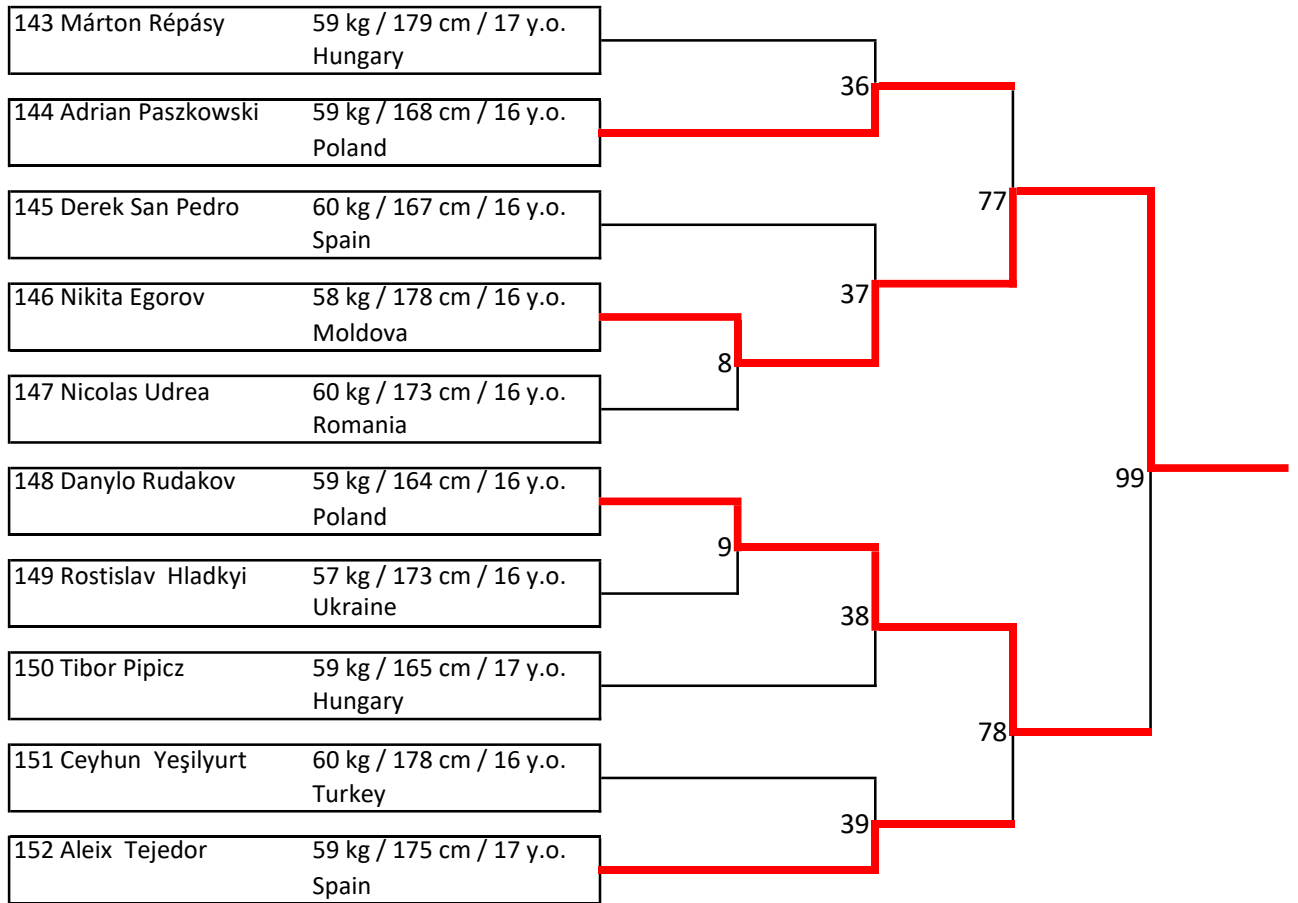 143 Márton Répásy 59 kg / 179 cm / 17 y.o.
Hungary
36
144 Adrian Paszkowski 59 kg / 168 cm / 16 y.o.
Poland
145 Derek San Pedro 60 kg / 167 cm / 16 y.o.
77
Spain
146 Nikita Egorov 58 kg / 178 cm / 16 y.o.
37
Moldova
8
147 Nicolas Udrea 60 kg / 173 cm / 16 y.o.
Romania
148 Danylo Rudakov 59 kg / 164 cm / 16 y.o.
99
Poland
9
149 Rostislav Hladkyi 57 kg / 173 cm / 16 y.o.
Ukraine
38
150 Tibor Pipicz 59 kg / 165 cm / 17 y.o.
Hungary
78
151 Ceyhun Yeşilyurt 60 kg / 178 cm / 16 y.o.
Turkey
39
152 Aleix Tejedor 59 kg / 175 cm / 17 y.o.
Spain